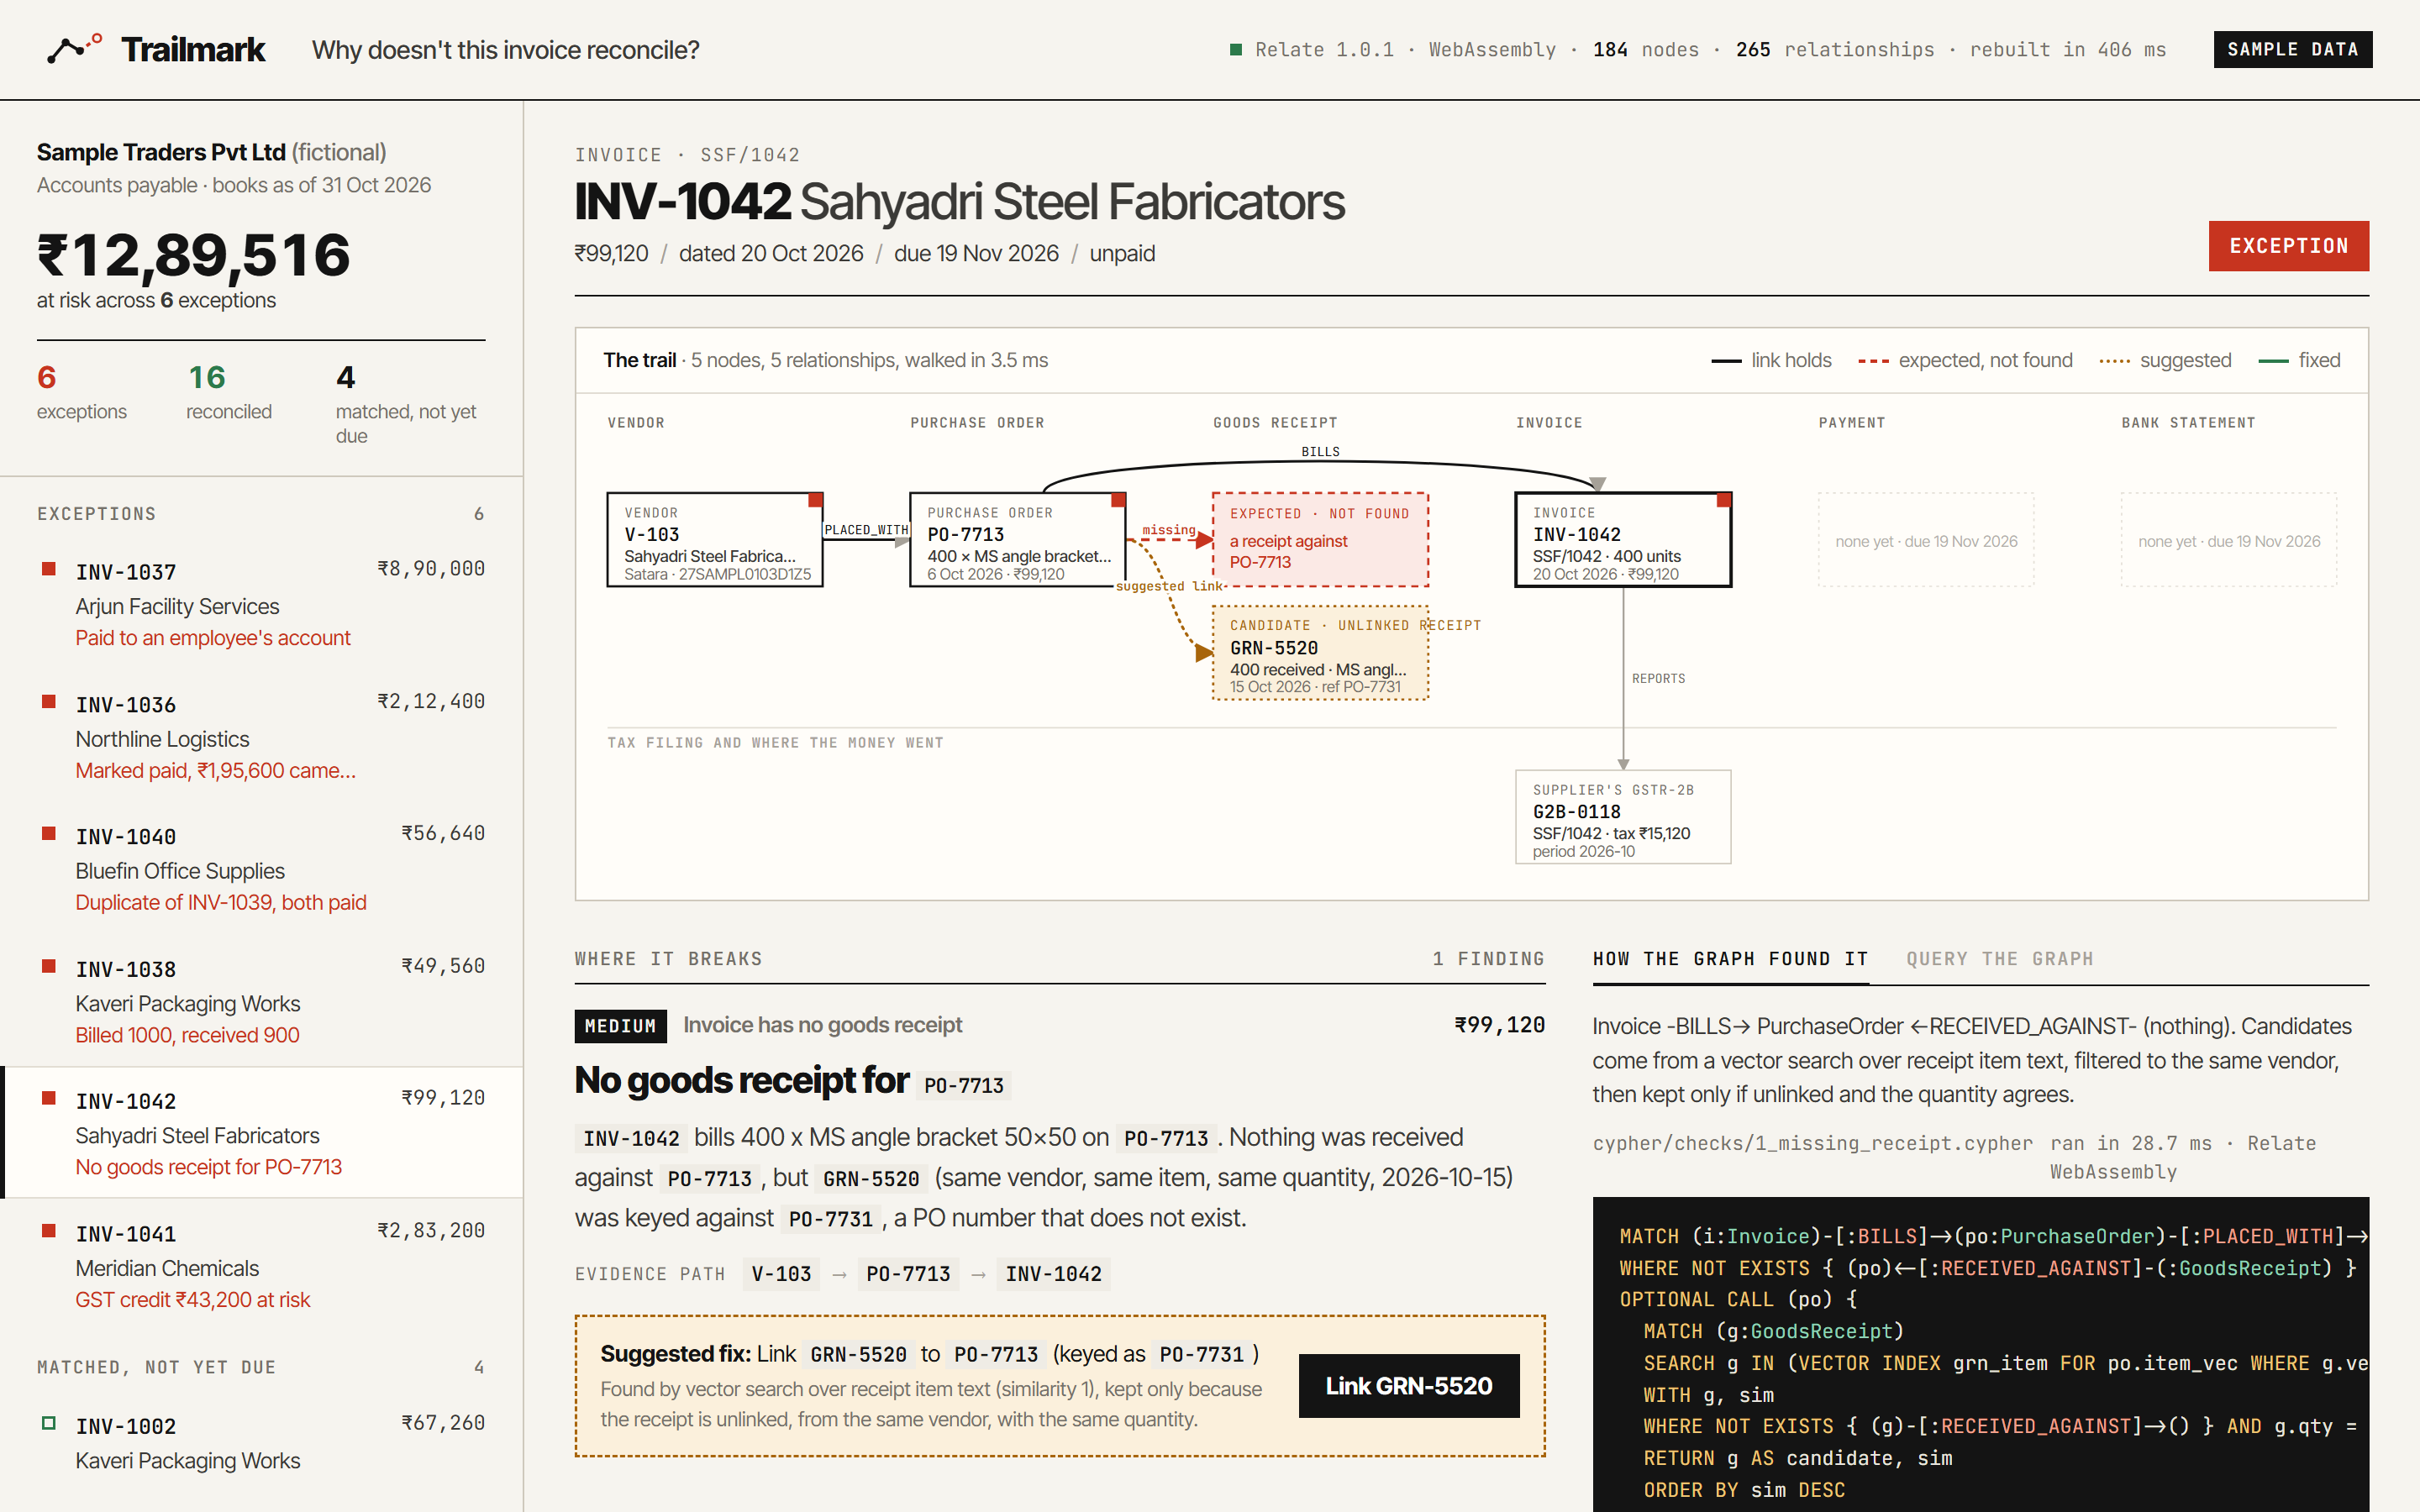 Trailmark
Why doesn't this invoice reconcile?
Relate 1.0.1 · WebAssembly · 184 nodes · 265 relationships · rebuilt in 406 ms
SAMPLE DATA
Sample Traders Pvt Ltd (fictional)
Accounts payable · books as of 31 Oct 2026
₹12,89,516
at risk across 6 exceptions
6
exceptions
16
reconciled
4
matched, not yet
due
EXCEPTIONS 6
INV-1037 ₹8,90,000
Arjun Facility Services
Paid to an employee's account
INV-1036 ₹2,12,400
Northline Logistics
Marked paid, ₹1,95,600 came…
INV-1040 ₹56,640
Bluefin Office Supplies
Duplicate of INV-1039, both paid
INV-1038 ₹49,560
Kaveri Packaging Works
Billed 1000, received 900
INV-1042 ₹99,120
Sahyadri Steel Fabricators
No goods receipt for PO-7713
INV-1041 ₹2,83,200
Meridian Chemicals
GST credit ₹43,200 at risk
MATCHED, NOT YET DUE 4
INV-1002 ₹67,260
Kaveri Packaging Works
INVOICE · SSF/1042
INV-1042 Sahyadri Steel Fabricators
₹99,120 / dated 20 Oct 2026 / due 19 Nov 2026 / unpaid
EXCEPTION
The trail · 5 nodes, 5 relationships, walked in 3.5 ms
link holds
expected, not found
suggested
fixed
VENDOR
PURCHASE ORDER
GOODS RECEIPT
INVOICE
PAYMENT
BANK STATEMENT
BILLS
VENDOR
V-103
Sahyadri Steel Fabrica…
Satara · 27SAMPL0103D1Z5
PLACED_WITH
PURCHASE ORDER
PO-7713
400 × MS angle bracket…
6 Oct 2026 · ₹99,120
missing
suggested link
EXPECTED · NOT FOUND
a receipt against
PO-7713
CANDIDATE · UNLINKED RECEIPT
GRN-5520
400 received · MS angl…
15 Oct 2026 · ref PO-7731
INVOICE
INV-1042
SSF/1042 · 400 units
20 Oct 2026 · ₹99,120
none yet · due 19 Nov 2026
none yet · due 19 Nov 2026
REPORTS
TAX FILING AND WHERE THE MONEY WENT
SUPPLIER'S GSTR-2B
G2B-0118
SSF/1042 · tax ₹15,120
period 2026-10
WHERE IT BREAKS 1 FINDING
MEDIUM Invoice has no goods receipt ₹99,120
No goods receipt for PO-7713
INV-1042 bills 400 x MS angle bracket 50×50 on PO-7713. Nothing was received
against PO-7713, but GRN-5520 (same vendor, same item, same quantity, 2026-10-15)
was keyed against PO-7731, a PO number that does not exist.
EVIDENCE PATH V-103 → PO-7713 → INV-1042
Suggested fix: Link GRN-5520 to PO-7713 (keyed as PO-7731)
Found by vector search over receipt item text (similarity 1), kept only because
the receipt is unlinked, from the same vendor, with the same quantity.
Link GRN-5520
HOW THE GRAPH FOUND IT QUERY THE GRAPH
Invoice -BILLS→ PurchaseOrder ←RECEIVED_AGAINST- (nothing). Candidates
come from a vector search over receipt item text, filtered to the same vendor,
then kept only if unlinked and the quantity agrees.
cypher/checks/1_missing_receipt.cypher ran in 28.7 ms · Relate
WebAssembly
MATCH (i:Invoice)-[:BILLS]->(po:PurchaseOrder)-[:PLACED_WITH]->
WHERE NOT EXISTS { (po)<-[:RECEIVED_AGAINST]-(:GoodsReceipt) }
OPTIONAL CALL (po) {
MATCH (g:GoodsReceipt)
SEARCH g IN (VECTOR INDEX grn_item FOR po.item_vec WHERE g.ve
WITH g, sim
WHERE NOT EXISTS { (g)-[:RECEIVED_AGAINST]->() } AND g.qty =
RETURN g AS candidate, sim
ORDER BY sim DESC